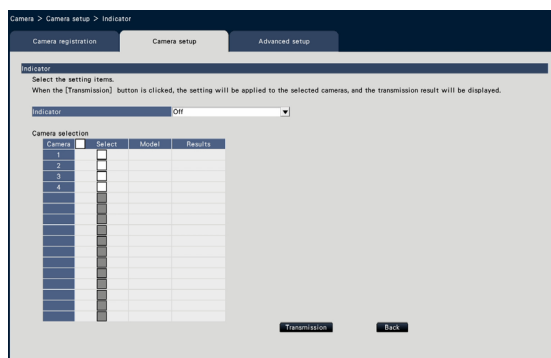 Camera > Camera setup > Indicator
Camera registration Camera setup Advanced setup
Indicator
Select the setting items.
When the [Transmission] button is clicked, the setting will be applied to the selected cameras, and the transmission result will be displayed.
Indicator Off
Camera selection
Camera Select Model Results
1
2
3
4
Transmission Back